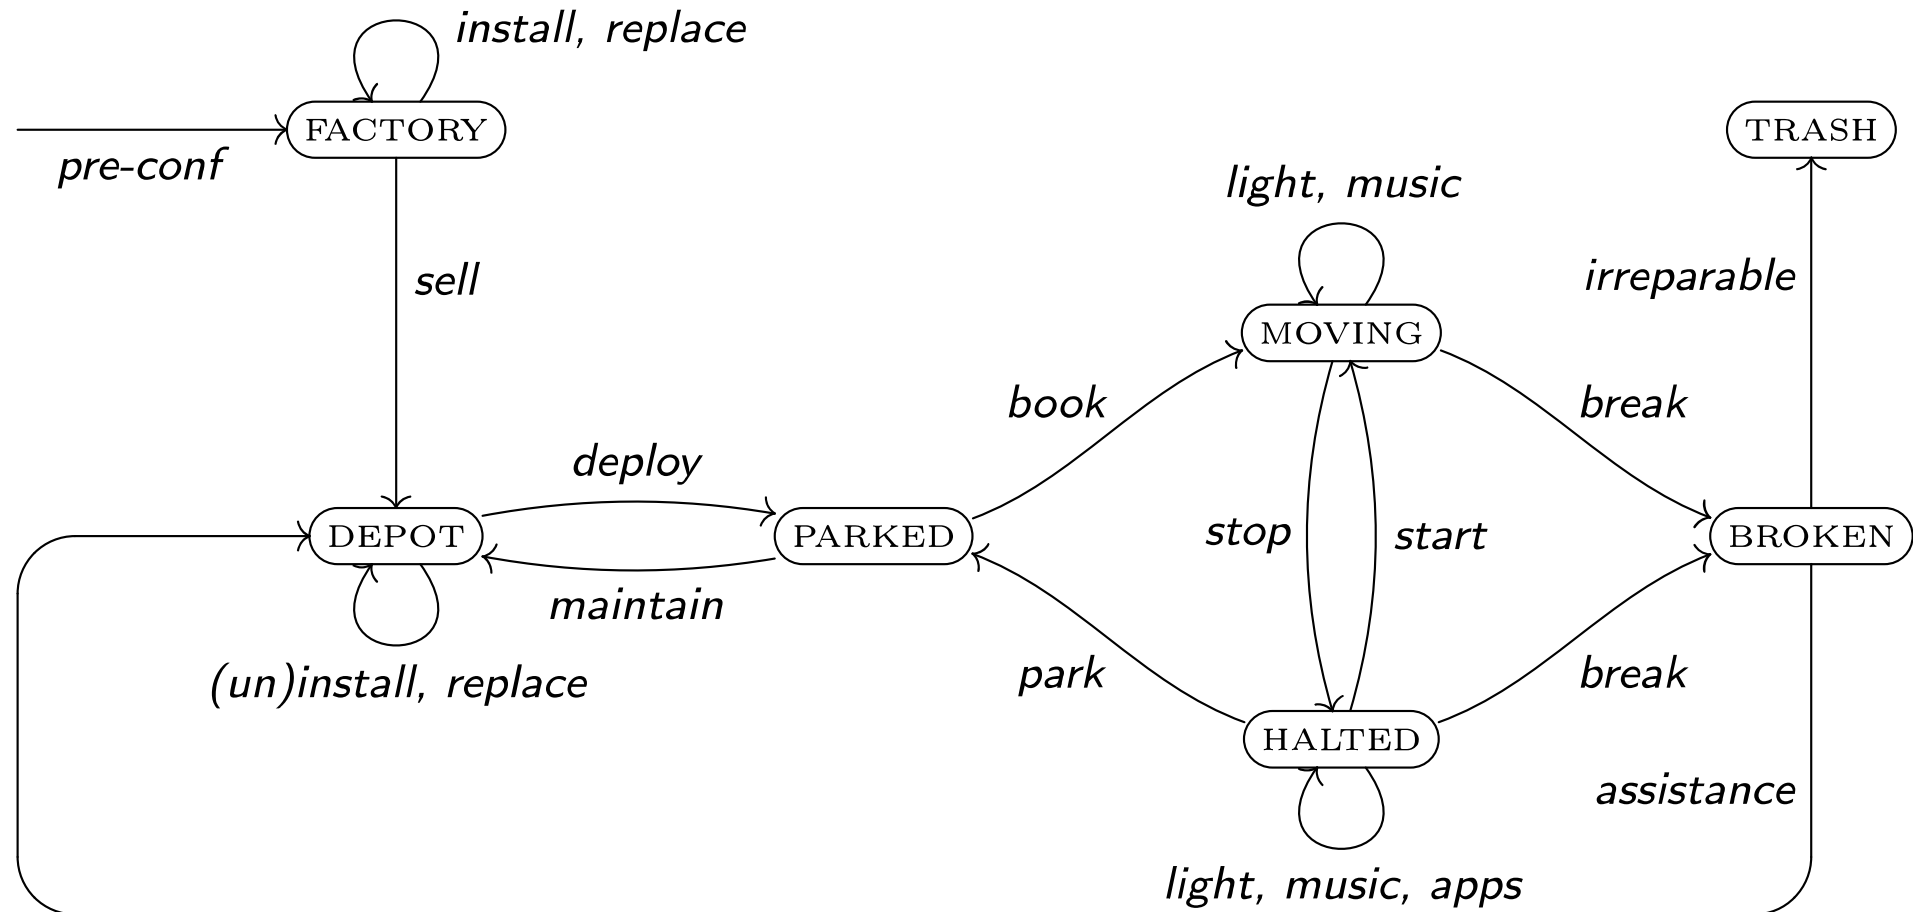 install, replace
FACTORY
TRASH
pre-conf
light, music
sell
irreparable
MOVING
book
break
deploy
DEPOT
PARKED
stop
start
BROKEN
maintain
(un)install, replace
park
break
HALTED
assistance
light, music, apps